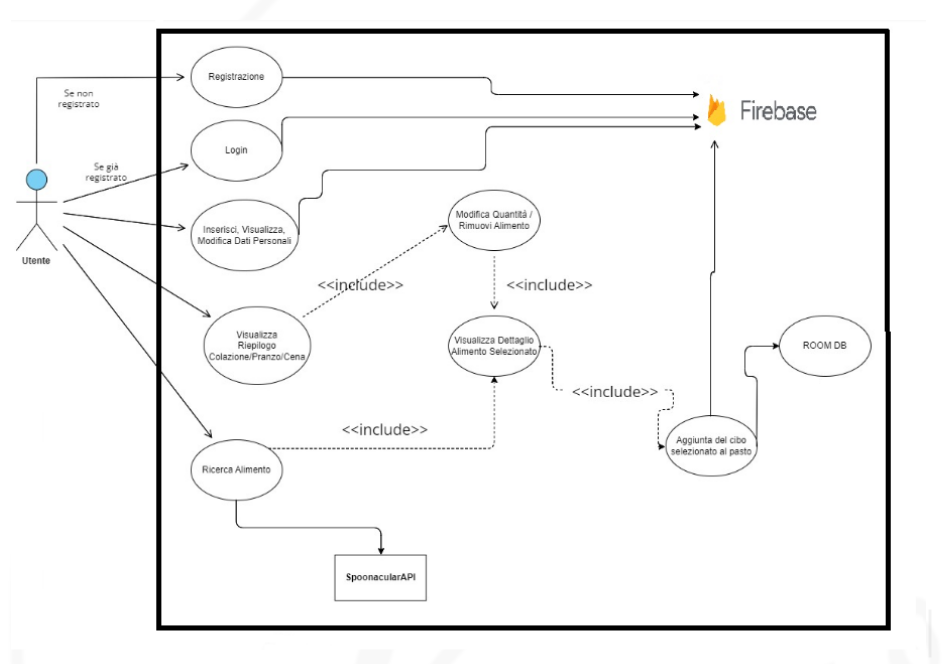 Registrazione
Se non
registrato
Firebase
Login
Se già
registrato
Modifica Quantità /
Rimuovi Alimento
Inserisci, Visualizza,
Modifica Dati Personali
Utente
<<include>>
<<include>>
Visualizza
Riepilogo
Colazione/Pranzo/Cena
Visualizza Dettaglio
Alimento Selezionato
ROOM DB
<<include>>
<<include>>
Aggiunta del cibo
selezionato al pasto
Ricerca Alimento
SpoonacularAPI